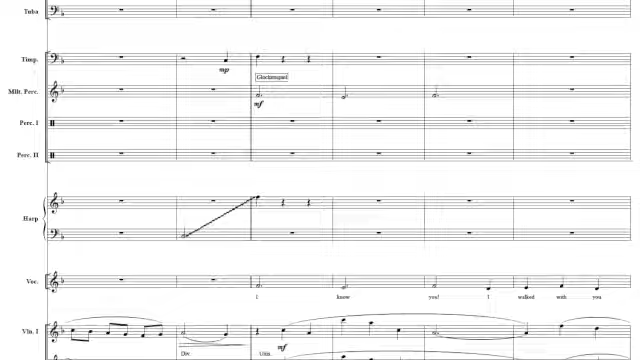 Tuba
Timp.
mp
Glockenspiel
Mlt. Perc.
mf
Perc. I
Perc. II
Harp
Voc.
I know you! I walked with you
Vln. I
mf
Div.
Unis.